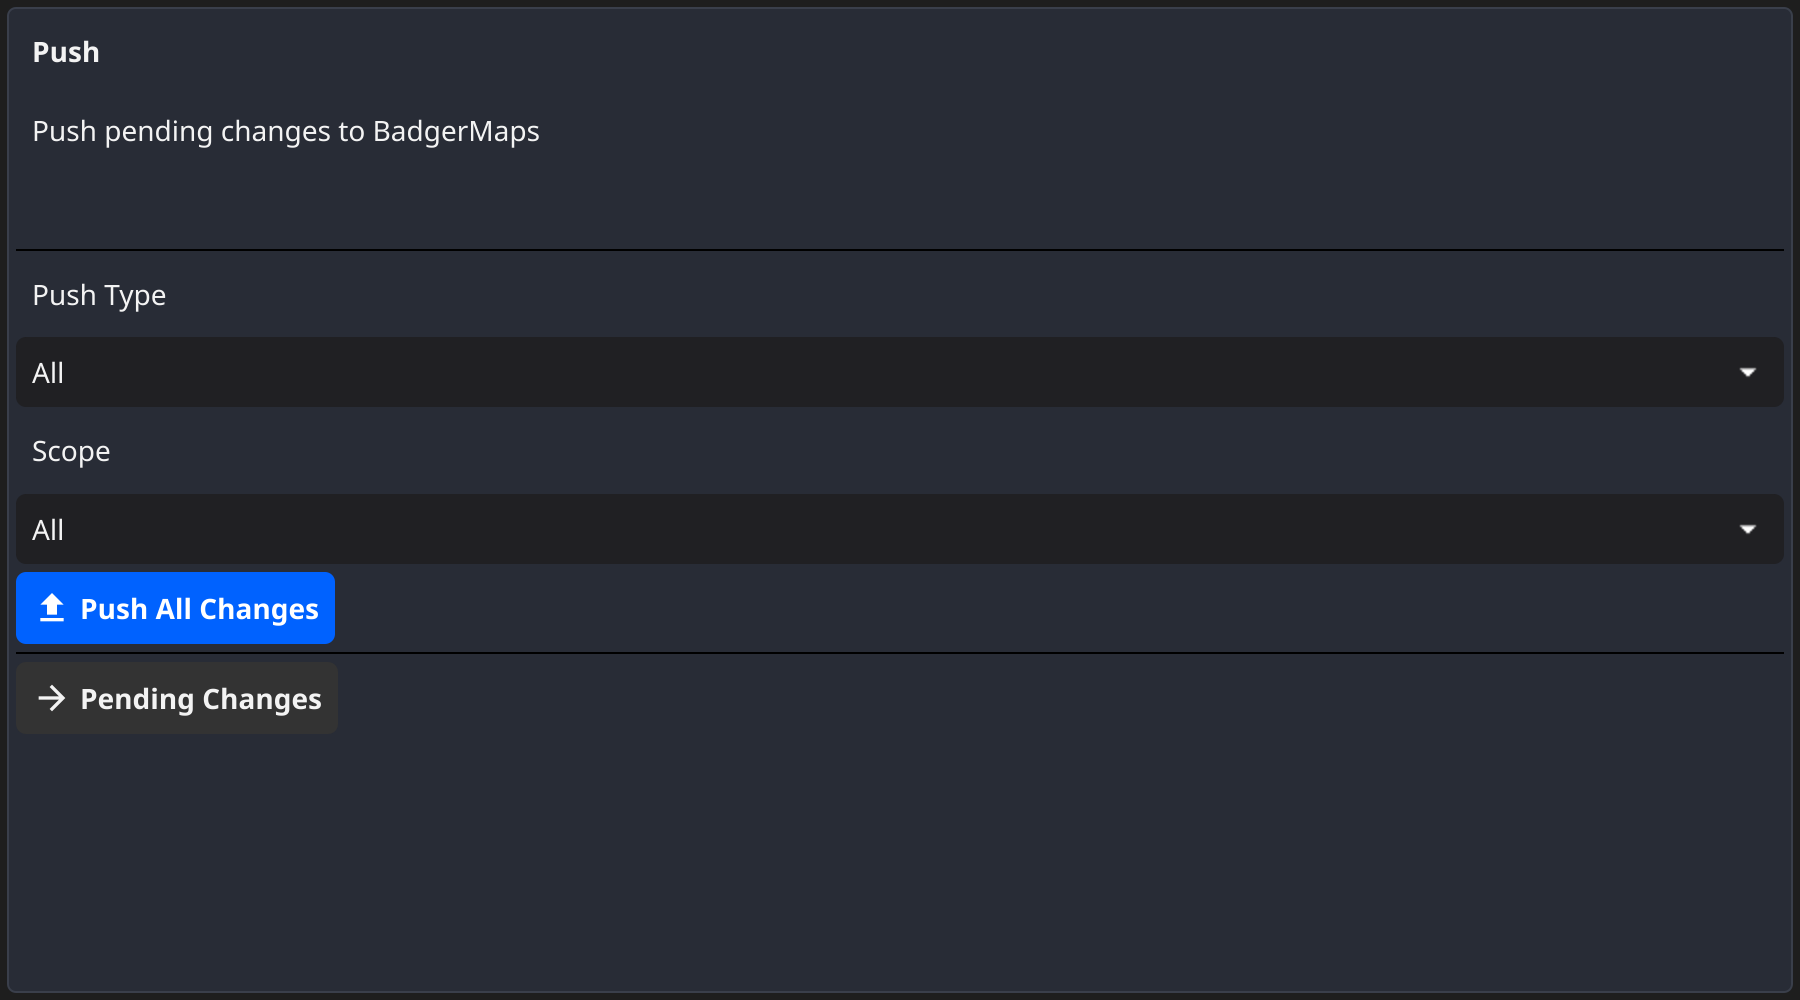 Push
Push pending changes to BadgerMaps
Push Type
All
Scope
All
Push All Changes
Pending Changes